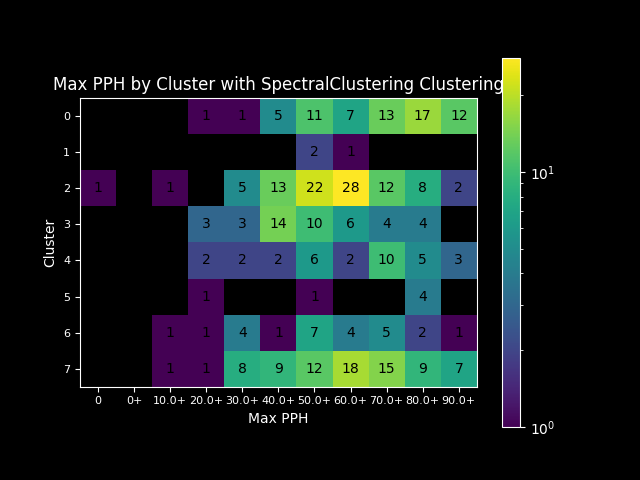 Max PPH by Cluster with SpectralClustering Clustering
0 1 1 5 11 7 13 17 12
1 2 1
2 1 1 5 13 22 28 12 8 2
3 3 3 14 10 6 4 4
4 2 2 2 6 2 10 5 3
5 1 1 4
6 1 1 4 1 7 4 5 2 1
7 1 1 8 9 12 18 15 9 7
0 0+ 10.0+ 20.0+ 30.0+ 40.0+ 50.0+ 60.0+ 70.0+ 80.0+ 90.0+
Max PPH
Cluster
10¹
10⁰